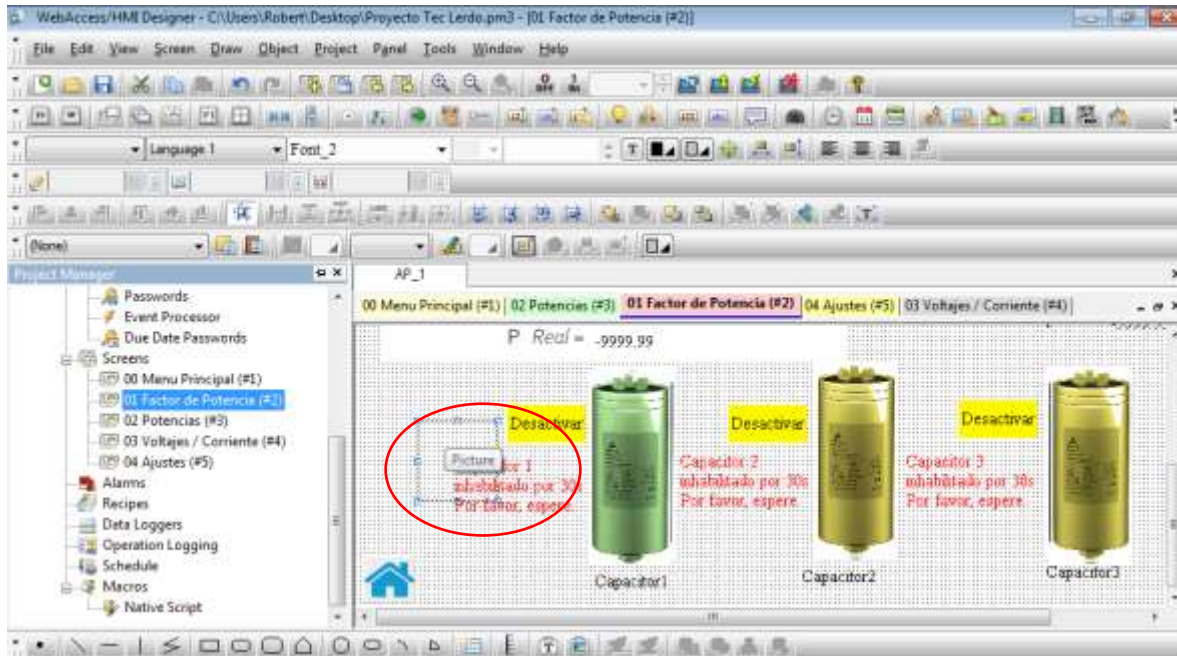 WebAccess/HMI Designer - C:\Users\Robert\Desktop\Proyecto Tec Lerdo.pm3 - [01 Factor de Potencia (#2)]
File Edit View Screen Draw Object Project Panel Tools Window Help
Language 1 Font_2
(None)
Project Manager
AP_1
Passwords
Event Processor
Due Date Passwords
Screens
00 Menu Principal (#1)
01 Factor de Potencia (#2)
02 Potencias (#3)
03 Voltajes / Corriente (#4)
04 Ajustes (#5)
Alarms
Recipes
Data Loggers
Operation Logging
Schedule
Macros
Native Script
00 Menu Principal (#1) 02 Potencias (#3) 01 Factor de Potencia (#2) 04 Ajustes (#5) 03 Voltajes / Corriente (#4)
P Real = -9999.99
Desactivar Desactivar Desactivar
Picture
1
inhabilitado por 30s
Por favor, espere
Capacitor 2
inhabilitado por 30s
Por favor, espere
Capacitor 3
inhabilitado por 30s
Por favor, espere
Capacitor1 Capacitor2 Capacitor3